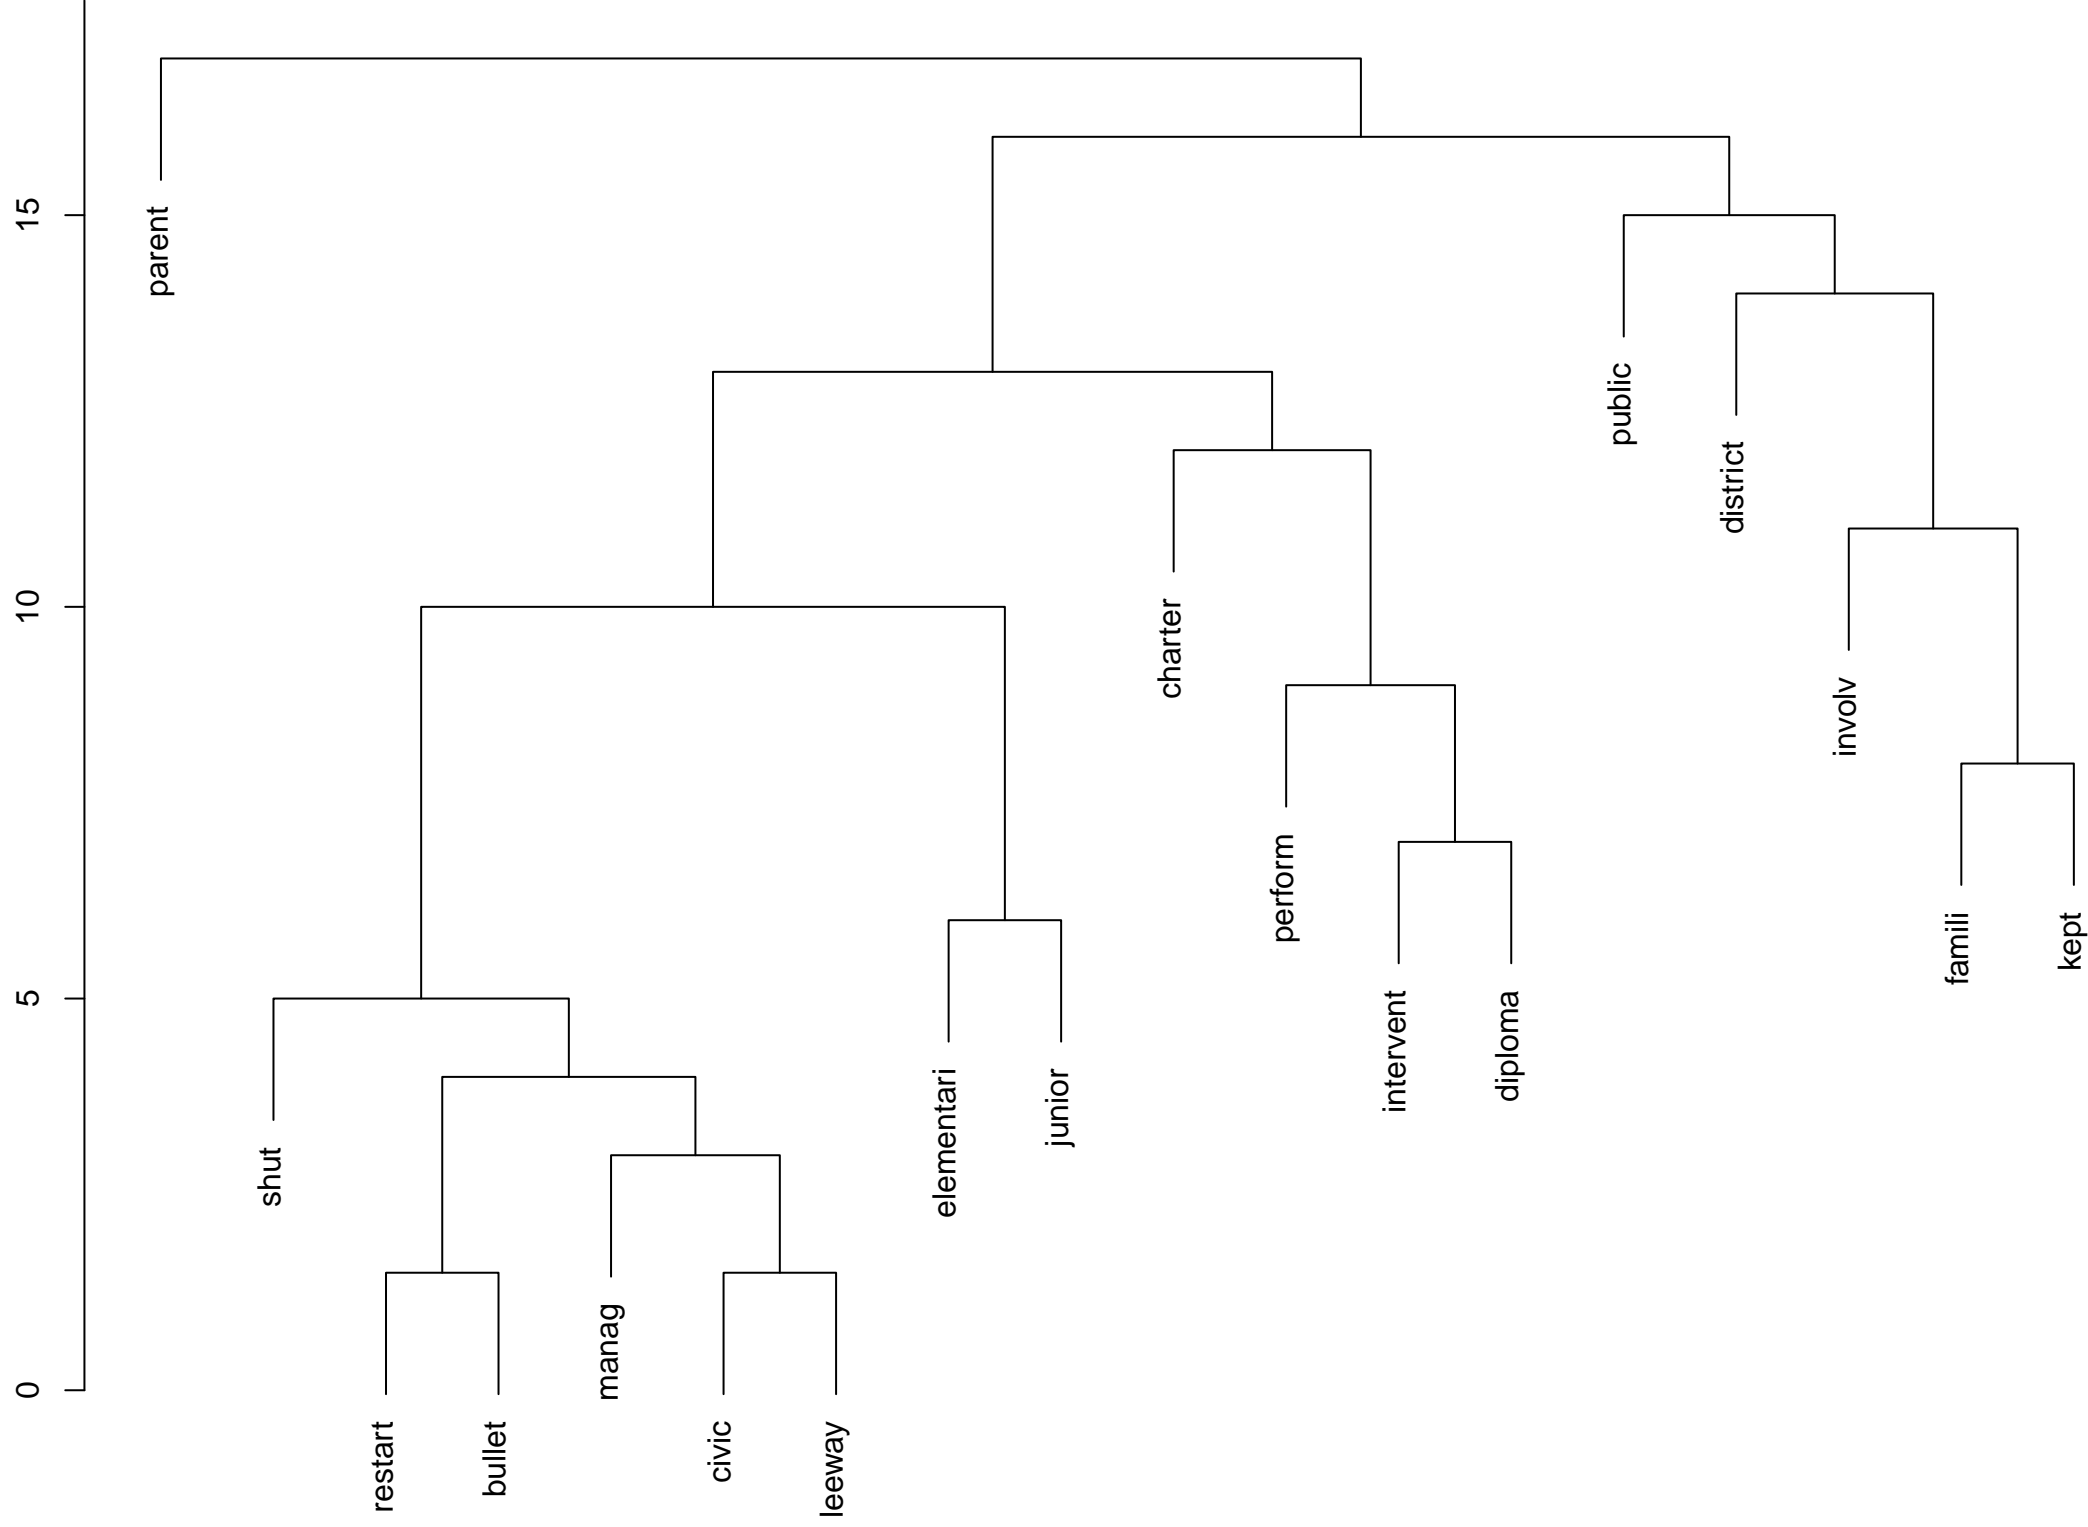 15
10
5
0
parent
shut
restart
bullet
manag
civic
leeway
elementari
junior
charter
perform
intervent
diploma
public
district
involv
famili
kept